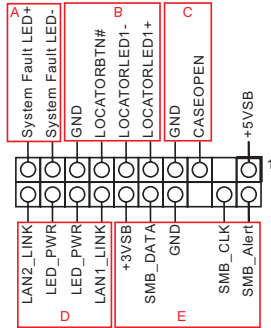 A
B
C
System Fault LED+
System Fault LED-
GND
LOCATORBTN#
LOCATORLED1-
LOCATORLED1+
GND
CASEOPEN
+5VSB
1
LAN2_LINK
LED_PWR
LED_PWR
LAN1_LINK
+3VSB
SMB_DATA
GND
SMB_CLK
SMB_Alert
D
E